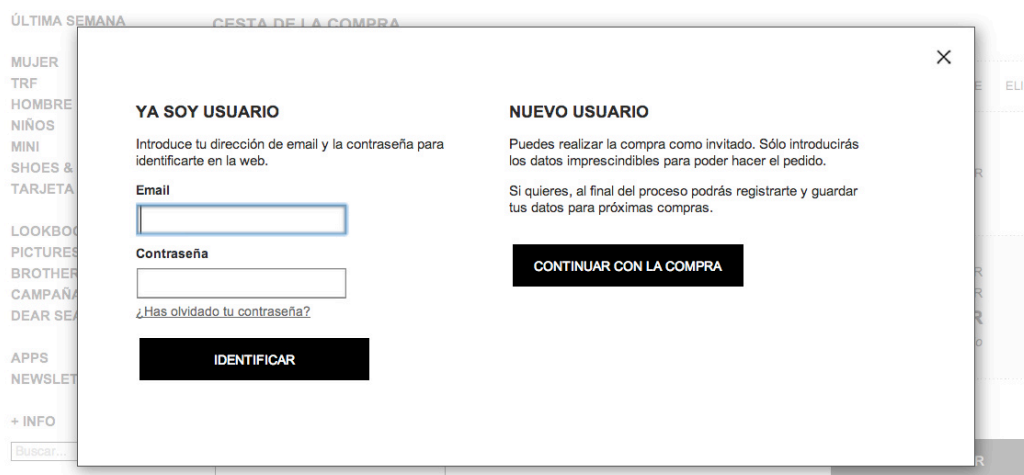 ÚLTIMA SEMANA
MUJER
TRF
HOMBRE
NIÑOS
MINI
SHOES &
TARJETA
PICTURES
APPS
+ INFO
Buscar...
CESTA DE LA COMPRA
YA SOY USUARIO
Introduce tu dirección de email y la contraseña para
identificarte en la web.
Email
Contraseña
¿Has olvidado tu contraseña?
IDENTIFICAR
NUEVO USUARIO
Puedes realizar la compra como invitado. Sólo introducirás
los datos imprescindibles para poder hacer el pedido.
Si quieres, al final del proceso podrás registrarte y guardar
tus datos para próximas compras.
CONTINUAR CON LA COMPRA